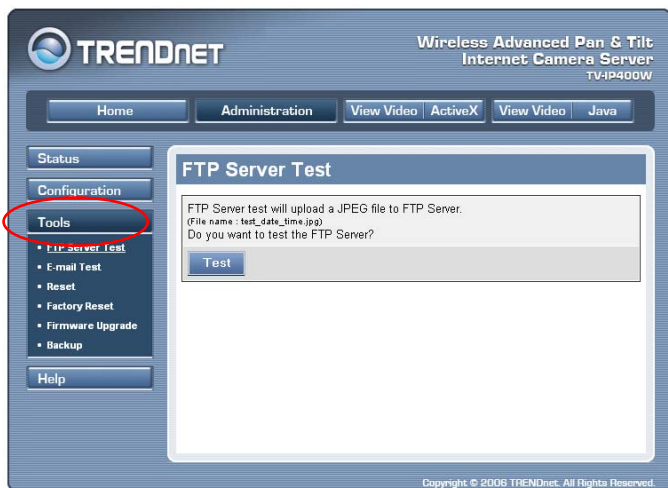 TRENDNET
Wireless Advanced Pan & Tilt
Internet Camera Server
TV-IP400W
Home
Administration
View Video ActiveX
View Video Java
Status
Configuration
Tools
• FTP Server Test
• E-mail Test
• Reset
• Factory Reset
• Firmware Upgrade
• Backup
Help
FTP Server Test
FTP Server test will upload a JPEG file to FTP Server.
(File name : test_date_time.jpg)
Do you want to test the FTP Server?
Test
Copyright © 2006 TRENDnet. All Rights Reserved.